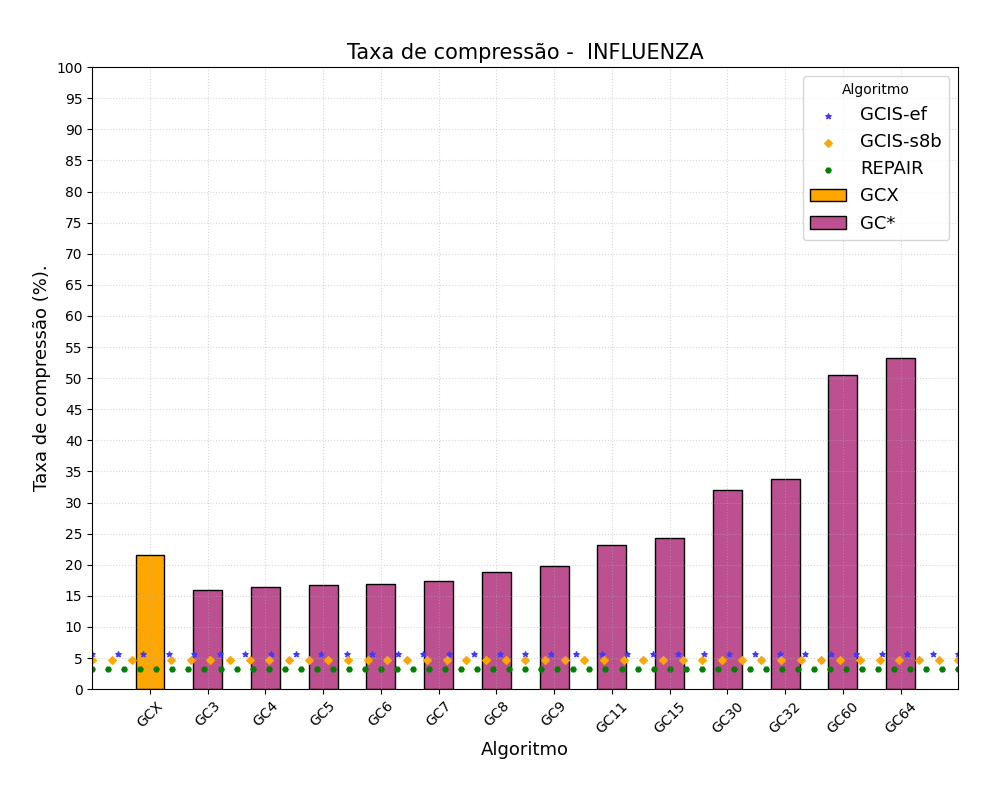 Taxa de compressão -  INFLUENZA
Taxa de compressão (%).
100
95
90
85
80
75
70
65
60
55
50
45
40
35
30
25
20
15
10
5
0
Algoritmo
GCIS-ef
GCIS-s8b
REPAIR
GCX
GC*
GCX
GC3
GC4
GC5
GC6
GC7
GC8
GC9
GC11
GC15
GC30
GC32
GC60
GC64
Algoritmo